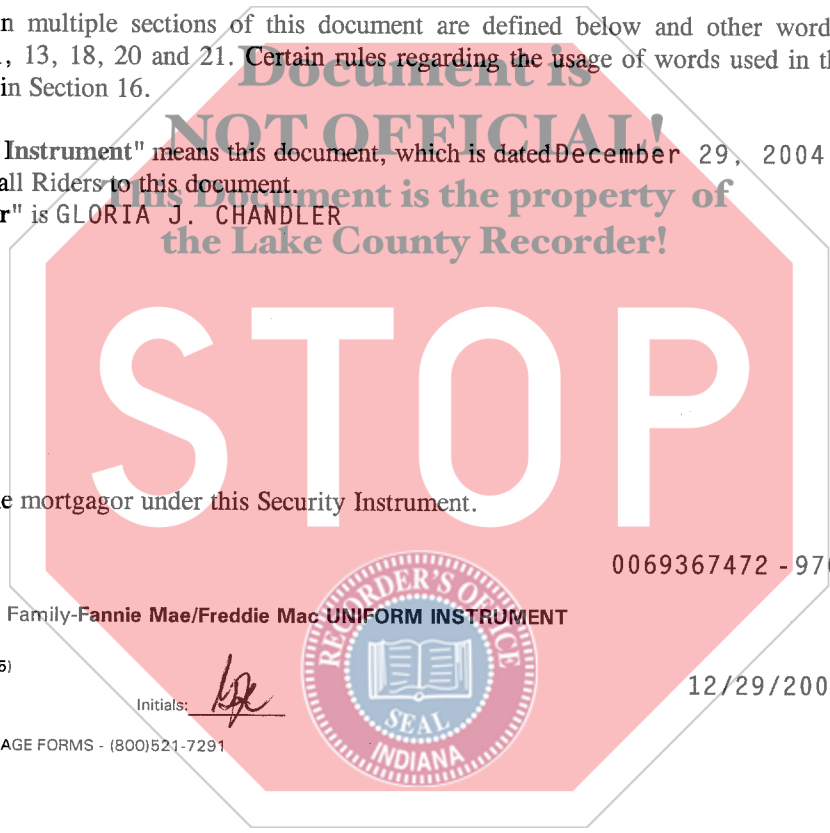 n multiple sections of this document are defined below and other word
, 13, 18, 20 and 21. Certain rules regarding the usage of words used in th
in Section 16.
Document is
NOT OFFICIAL!
This Document is the property of
the Lake County Recorder!
Instrument" means this document, which is dated December 29, 2004
all Riders to this document.
r" is GLORIA J. CHANDLER
STOP
e mortgagor under this Security Instrument.
0069367472 - 970
Family-Fannie Mae/Freddie Mac UNIFORM INSTRUMENT
5)
Initials:
12/29/200
AGE FORMS - (800)521-7291
RECORDER'S OFFICE
SEAL
INDIANA